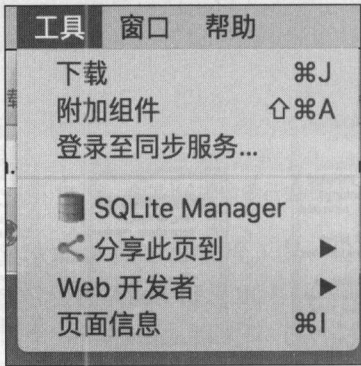 工具 窗口 帮助
下载 ⌘J
附加组件 ⇧⌘A
登录至同步服务...
SQLite Manager
分享此页到 ▶
Web 开发者 ▶
页面信息 ⌘I